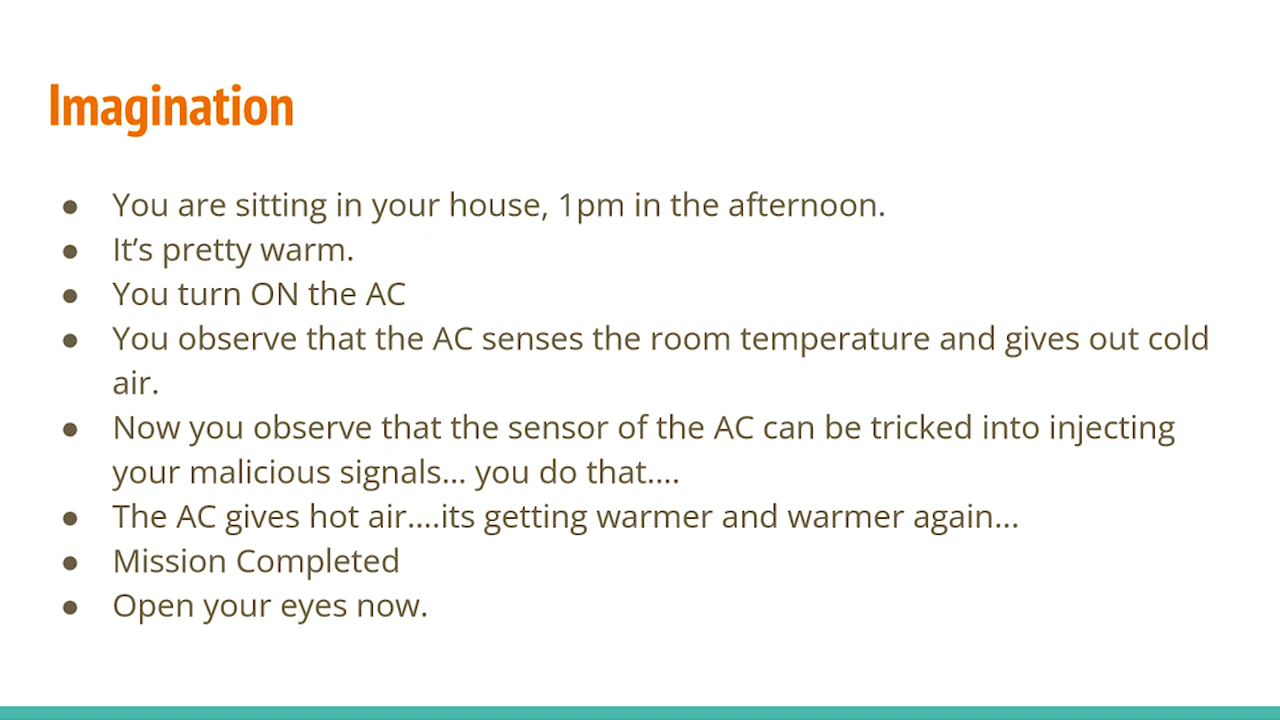 Imagination
● You are sitting in your house, 1pm in the afternoon.
● It's pretty warm.
● You turn ON the AC
● You observe that the AC senses the room temperature and gives out cold
air.
● Now you observe that the sensor of the AC can be tricked into injecting
your malicious signals... you do that....
● The AC gives hot air....its getting warmer and warmer again...
● Mission Completed
● Open your eyes now.